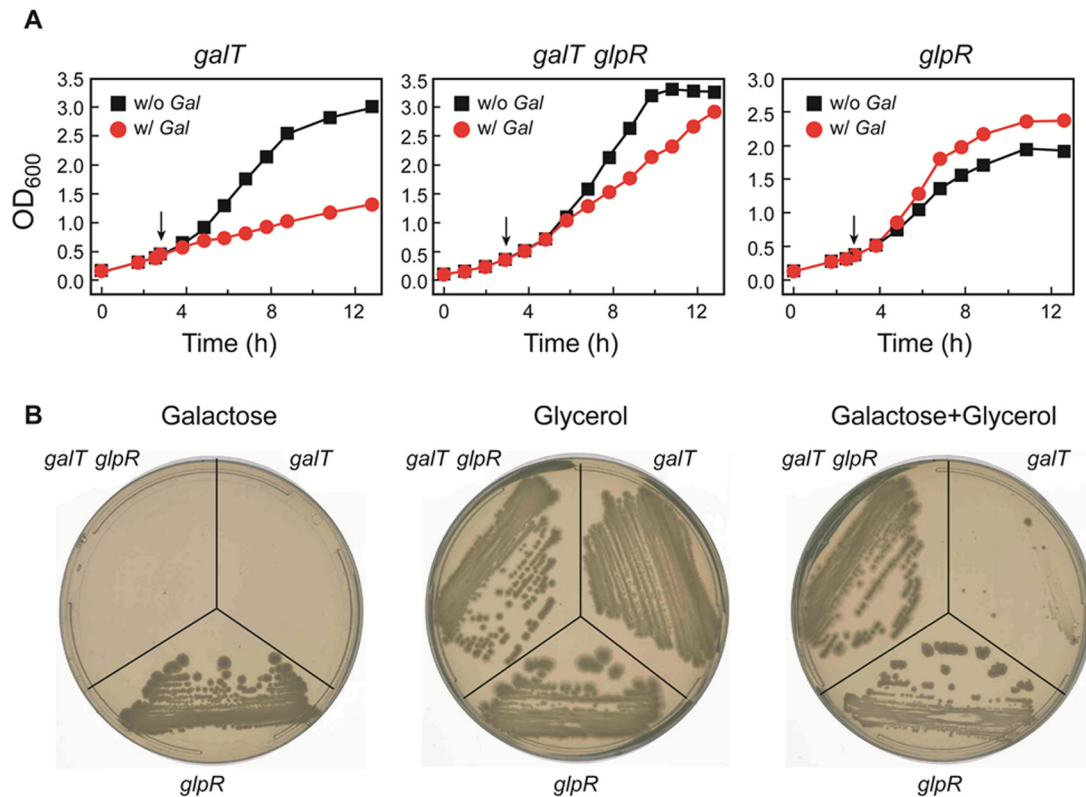 A
galT
galT glpR
glpR
OD600
3.5
3.0
2.5
2.0
1.5
1.0
0.5
0.0
w/o Gal
w/ Gal
0 4 8 12
Time (h)
3.5
3.0
2.5
2.0
1.5
1.0
0.5
0.0
w/o Gal
w/ Gal
0 4 8 12
Time (h)
3.0
2.5
2.0
1.5
1.0
0.5
0.0
w/o Gal
w/ Gal
0 4 8 12
Time (h)
B
Galactose
Glycerol
Galactose+Glycerol
galT glpR
galT
galT glpR
galT
galT glpR
galT
glpR
glpR
glpR